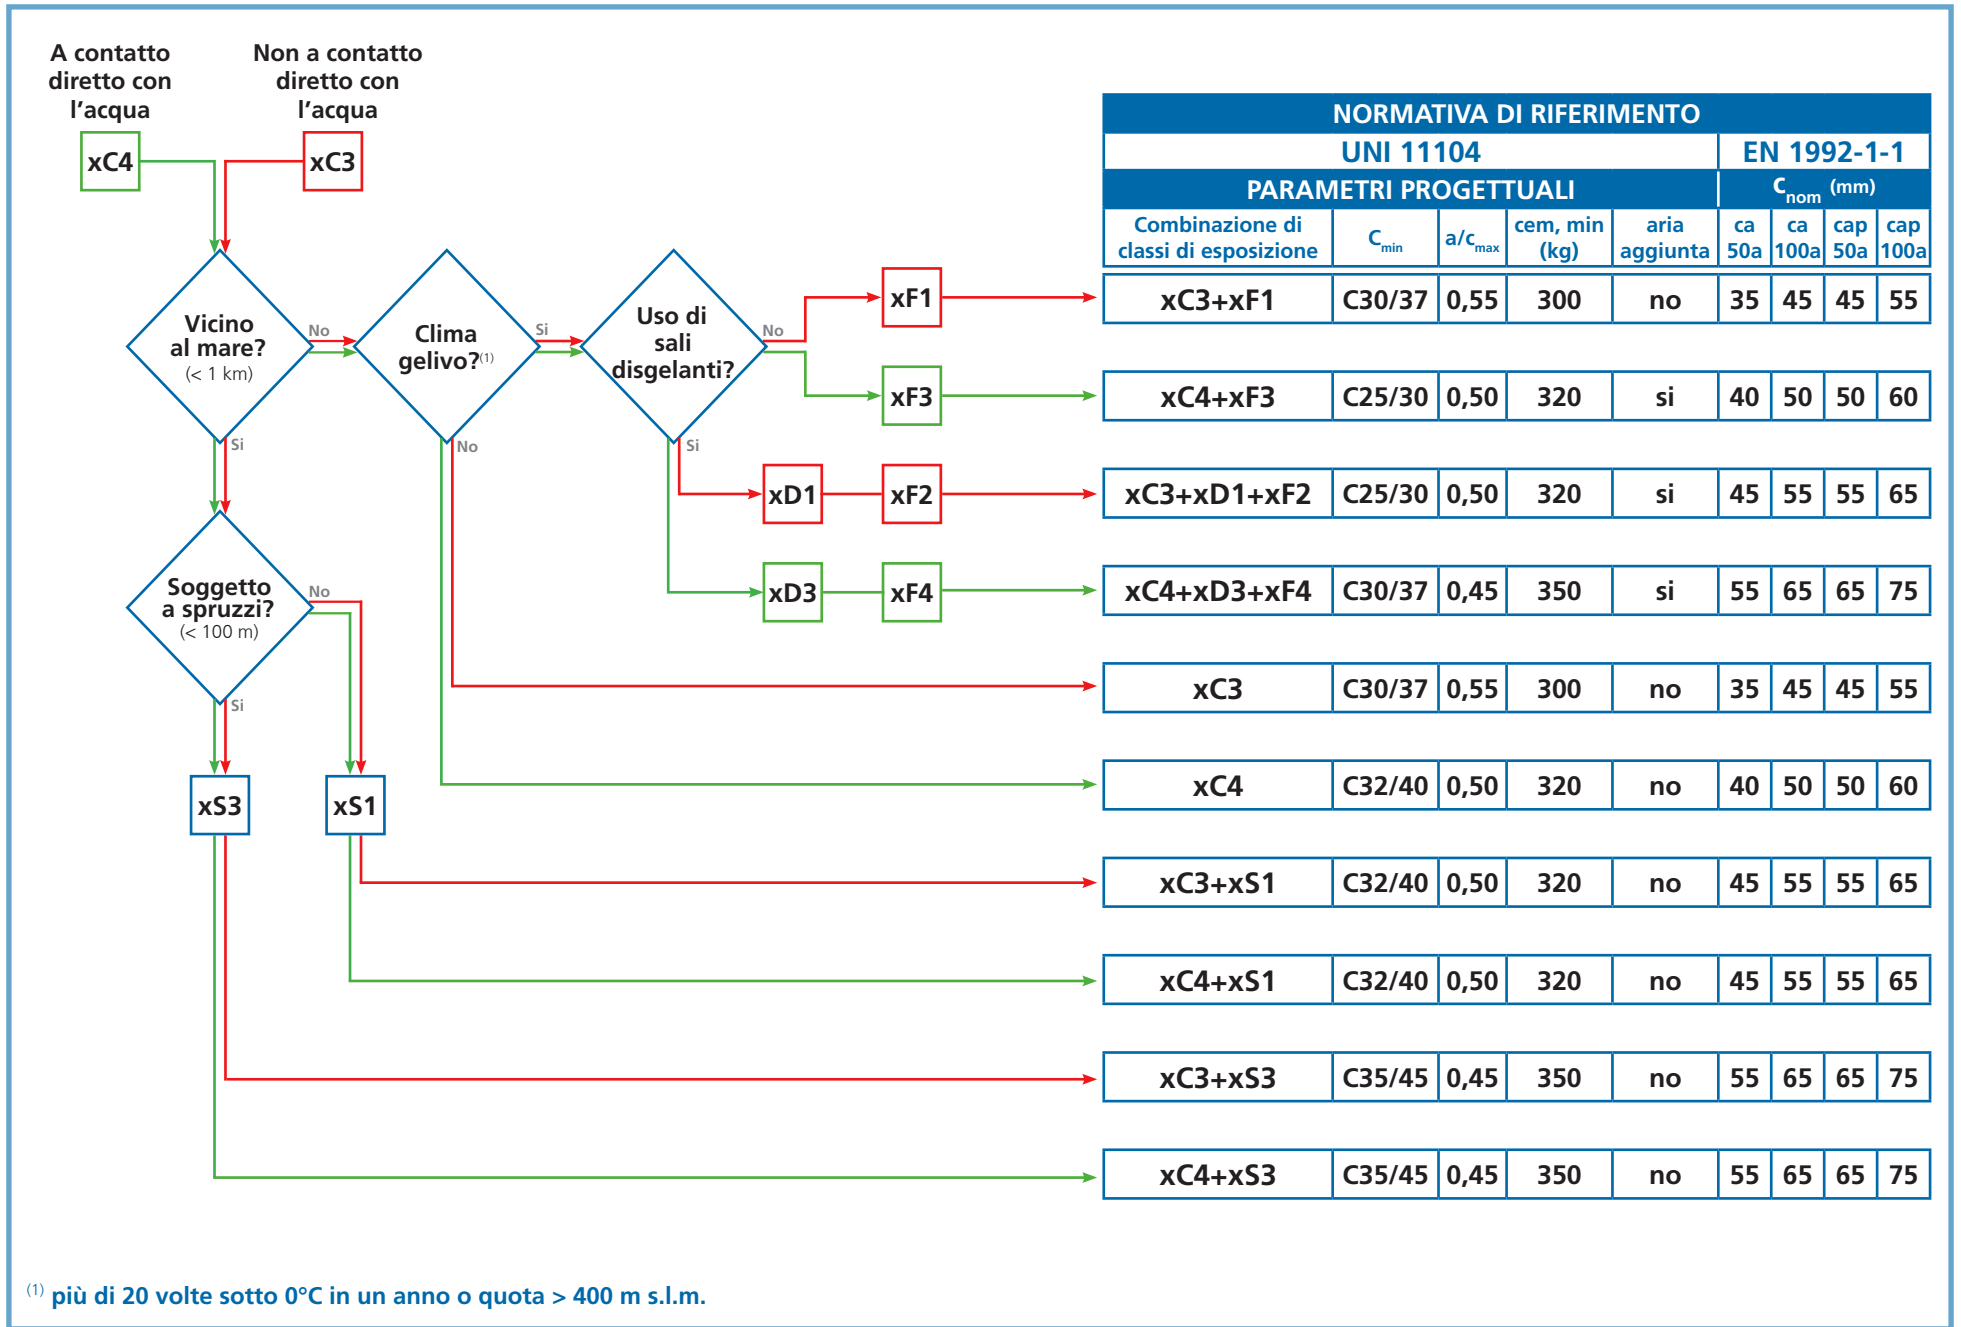 A contatto
diretto con
l'acqua
Non a contatto
diretto con
l'acqua
xC4
xC3
Vicino
al mare?
(< 1 km)
No
Si
Clima
gelivo?(1)
Si
No
Uso di
sali
disgelanti?
No
Si
xF1
xF3
xD1
xF2
xD3
xF4
Soggetto
a spruzzi?
(< 100 m)
No
Si
xS3
xS1
NORMATIVA DI RIFERIMENTO
UNI 11104
EN 1992-1-1
PARAMETRI PROGETTUALI
Cnom (mm)
Combinazione di
classi di esposizione
Cmin
a/cmax
cem, min
(kg)
aria
aggiunta
ca
50a
ca
100a
cap
50a
cap
100a
xC3+xF1 C30/37 0,55 300 no 35 45 45 55
xC4+xF3 C25/30 0,50 320 si 40 50 50 60
xC3+xD1+xF2 C25/30 0,50 320 si 45 55 55 65
xC4+xD3+xF4 C30/37 0,45 350 si 55 65 65 75
xC3 C30/37 0,55 300 no 35 45 45 55
xC4 C32/40 0,50 320 no 40 50 50 60
xC3+xS1 C32/40 0,50 320 no 45 55 55 65
xC4+xS1 C32/40 0,50 320 no 45 55 55 65
xC3+xS3 C35/45 0,45 350 no 55 65 65 75
xC4+xS3 C35/45 0,45 350 no 55 65 65 75
(1) più di 20 volte sotto 0°C in un anno o quota > 400 m s.l.m.